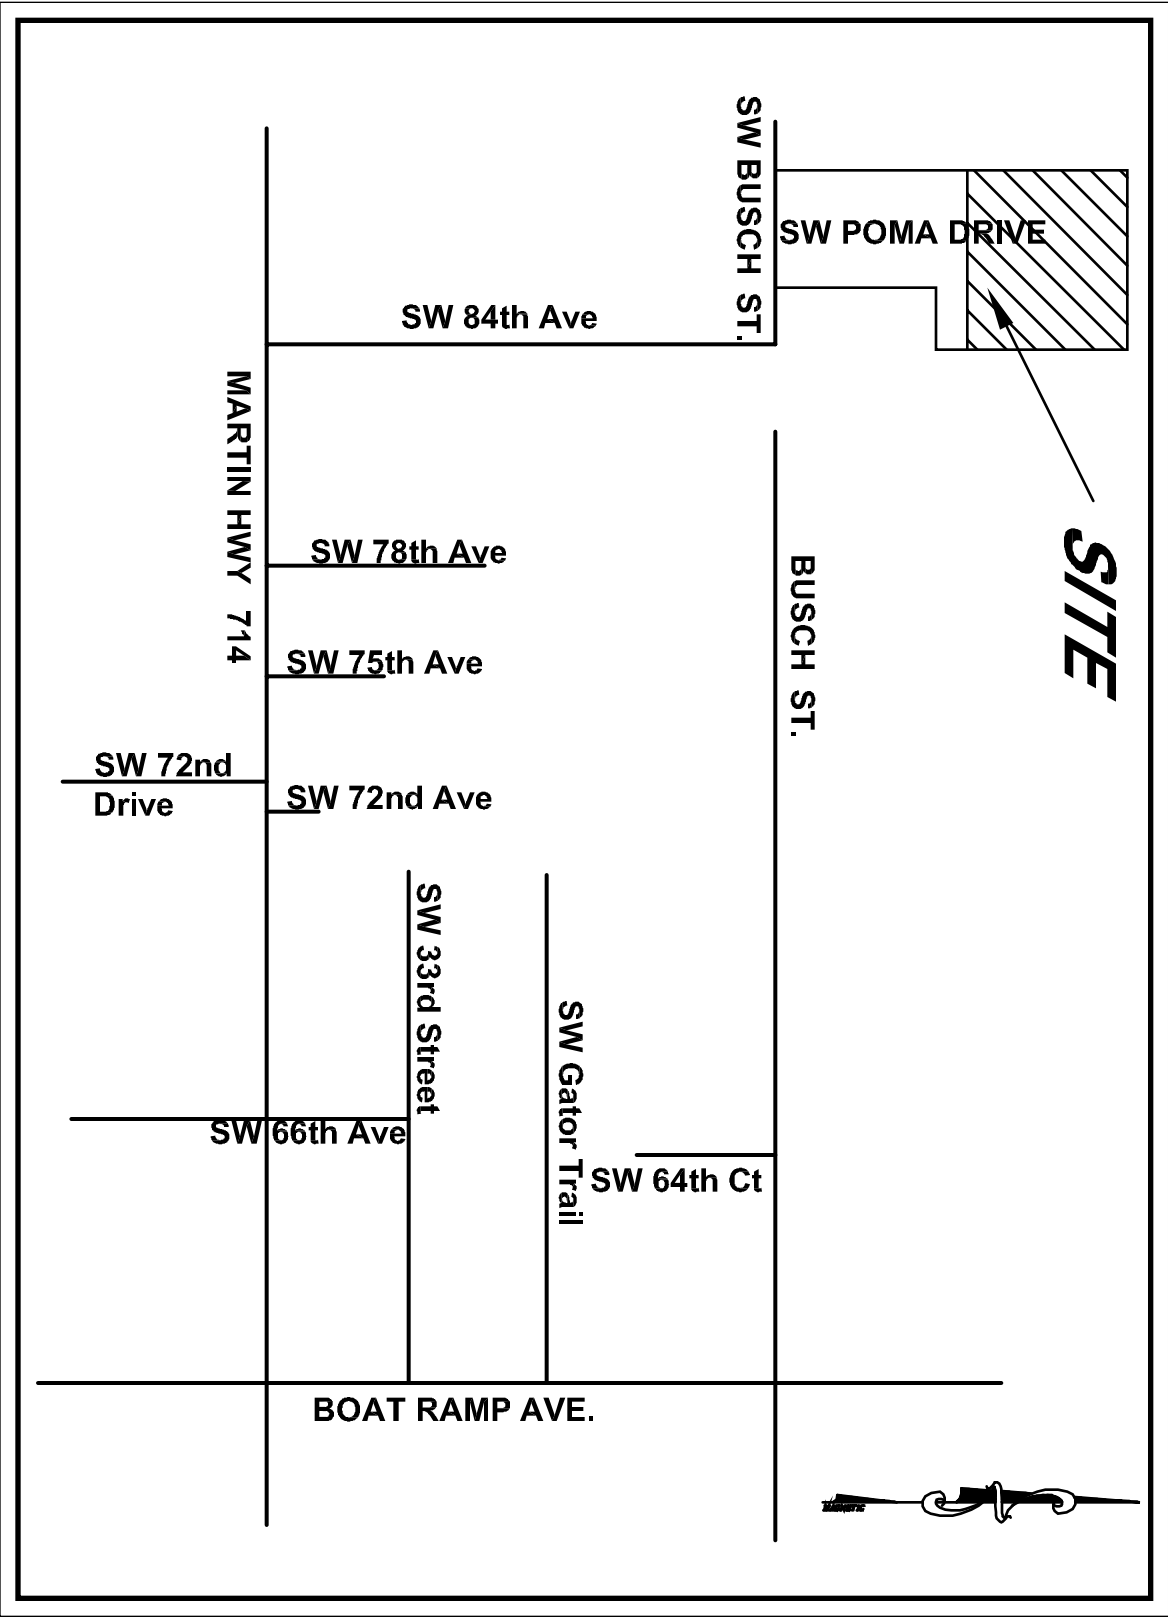 SW BUSCH ST.
SW POMA DRIVE
SW 84th Ave
MARTIN HWY 714
SW 78th Ave
BUSCH ST.
SITE
SW 75th Ave
SW 72nd
Drive
SW 72nd Ave
SW 33rd Street
SW Gator Trail
SW 66th Ave
SW 64th Ct
BOAT RAMP AVE.
MAGNETIC